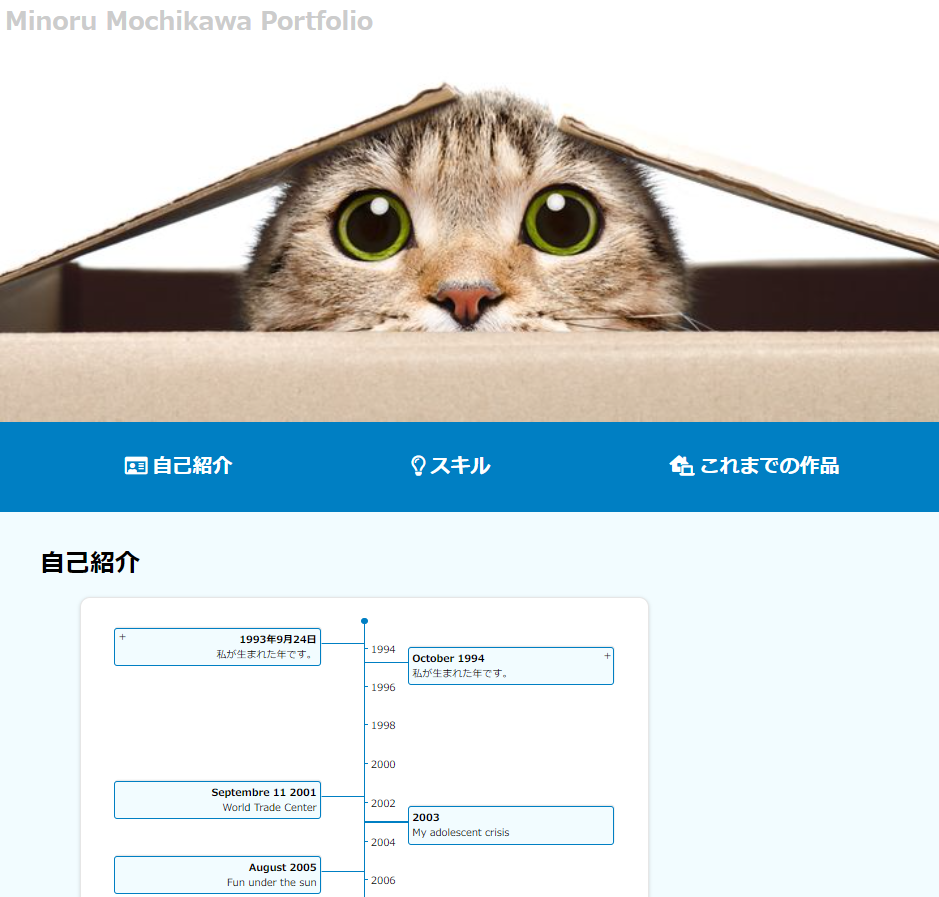 Minoru Mochikawa Portfolio
自己紹介
スキル
これまでの作品
自己紹介
+
1993年9月24日
私が生まれた年です。
1994
October 1994
+
私が生まれた年です。
1996
1998
2000
Septembre 11 2001
World Trade Center
2002
2003
My adolescent crisis
2004
August 2005
Fun under the sun
2006